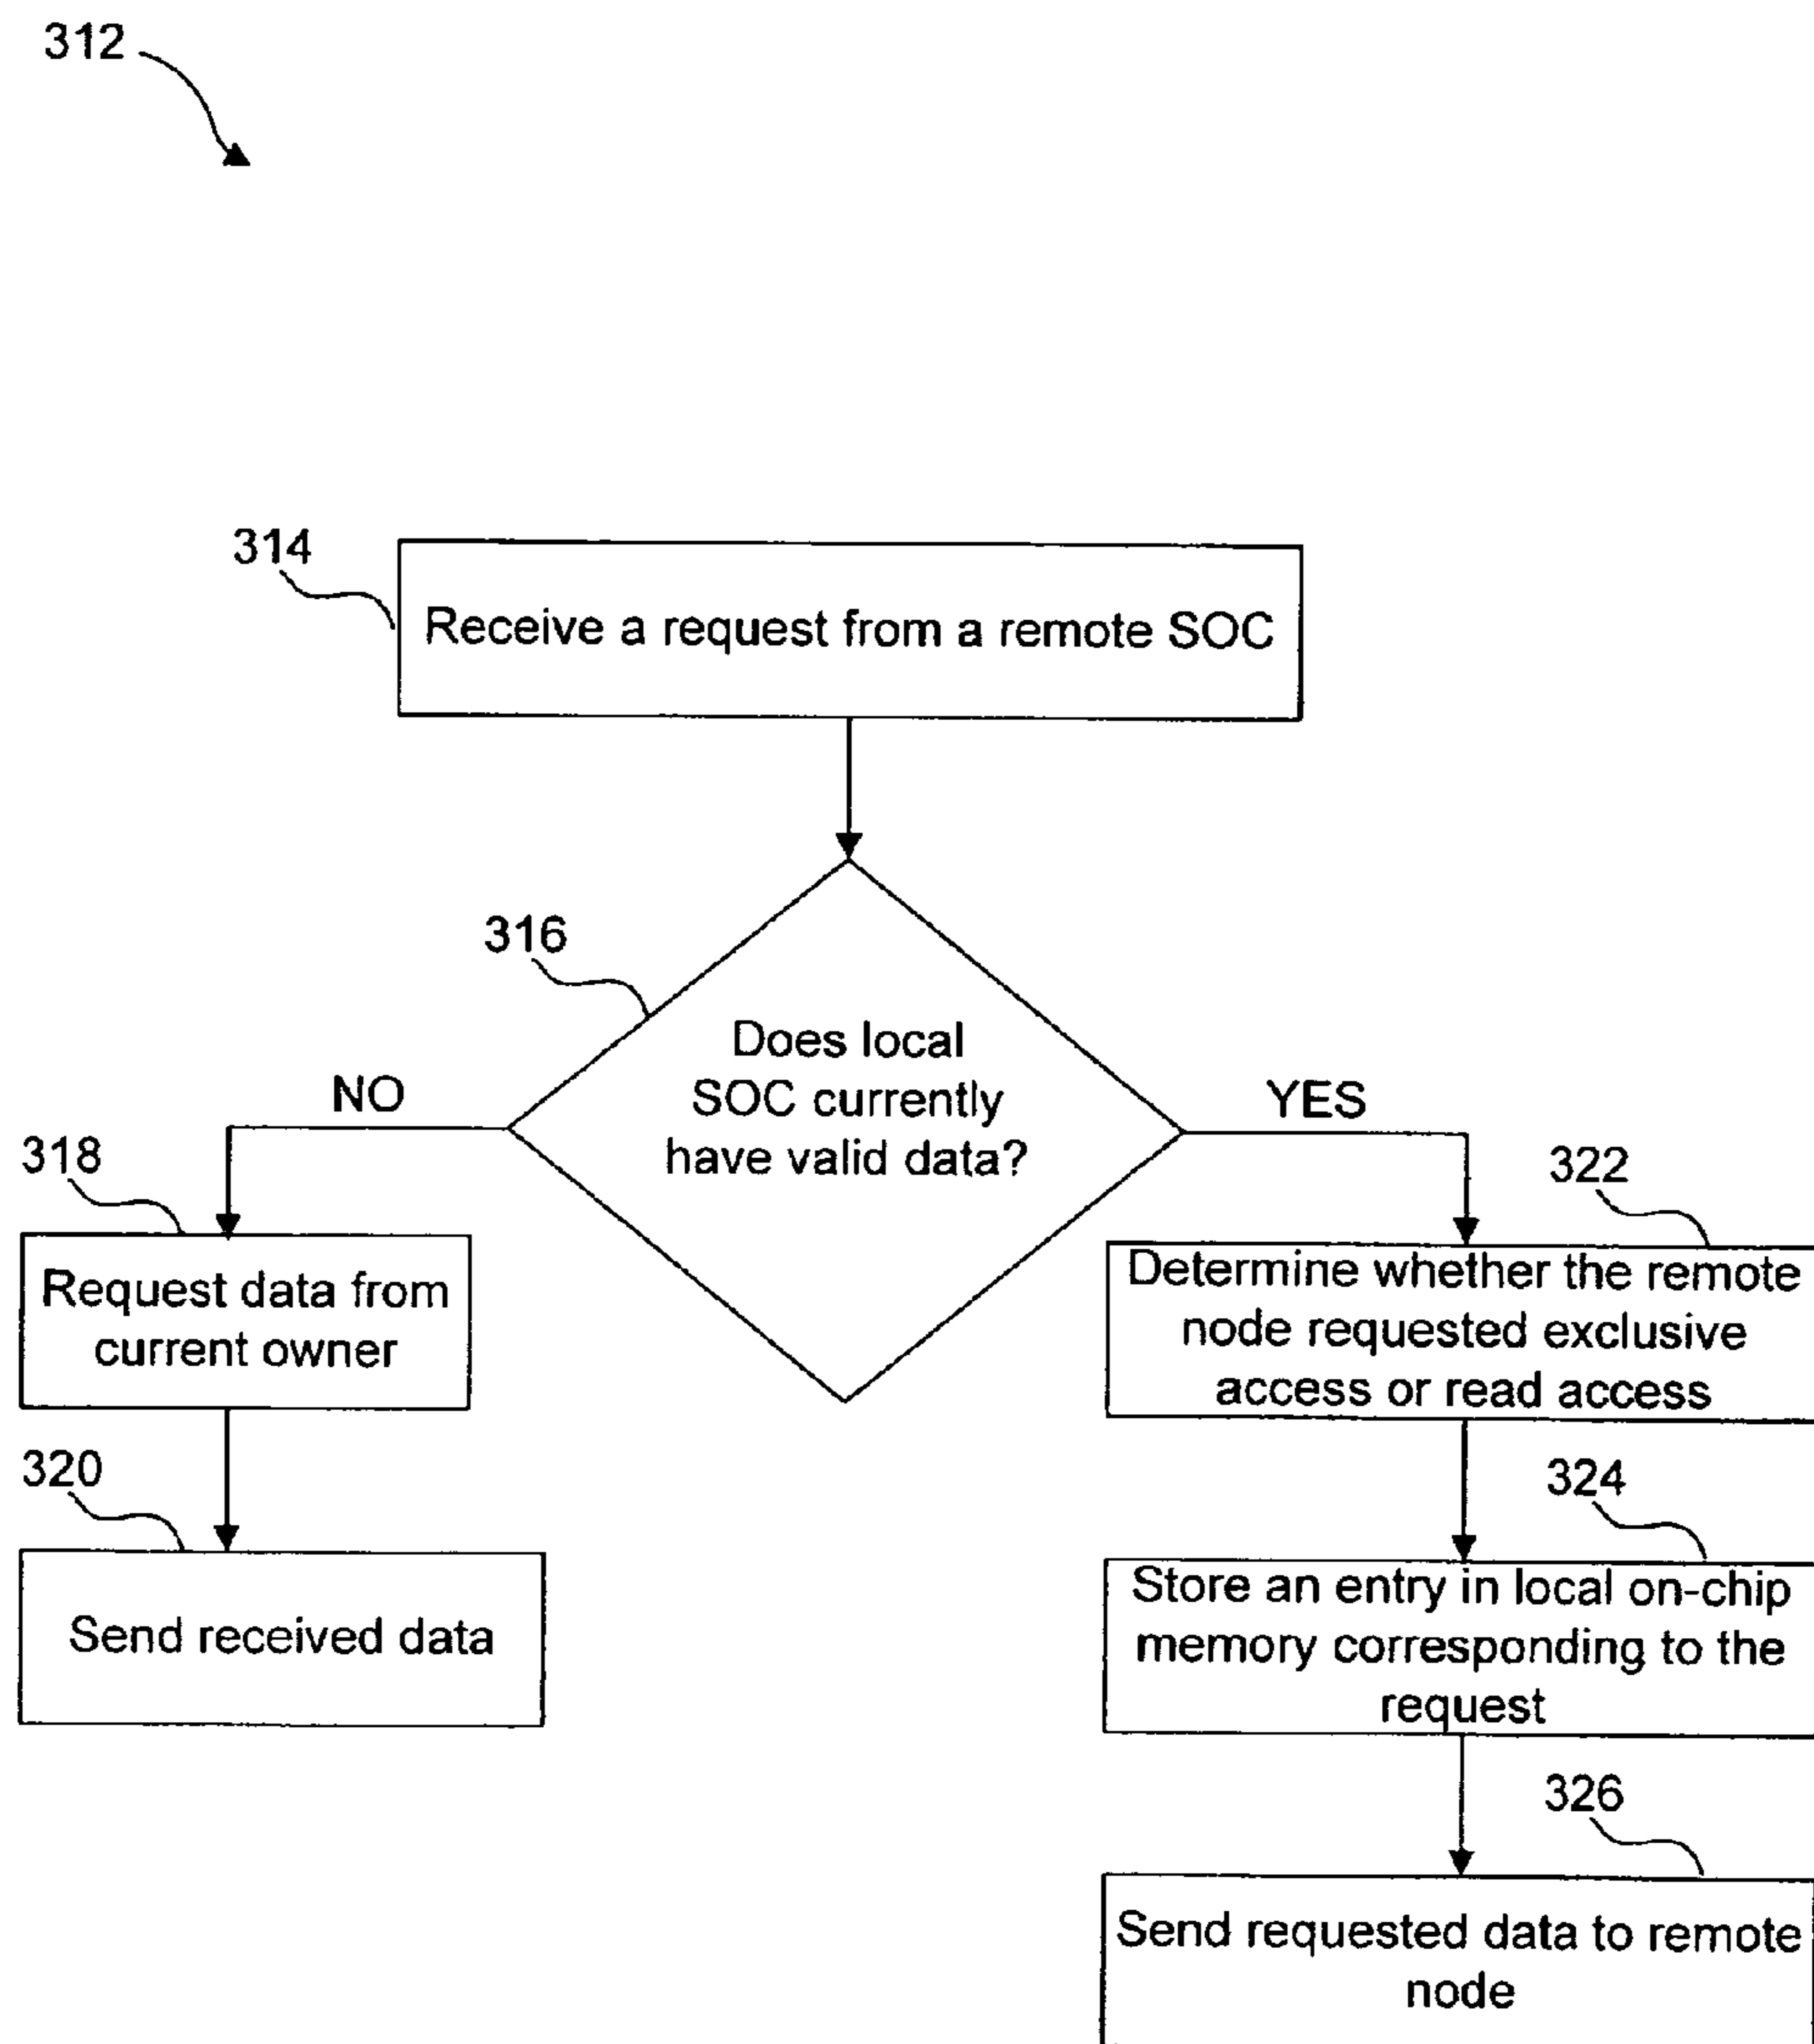 312
314
Receive a request from a remote SOC
316
Does local
SOC currently
have valid data?
NO
YES
318
Request data from
current owner
322
Determine whether the remote
node requested exclusive
access or read access
320
Send received data
324
Store an entry in local on-chip
memory corresponding to the
request
326
Send requested data to remote
node